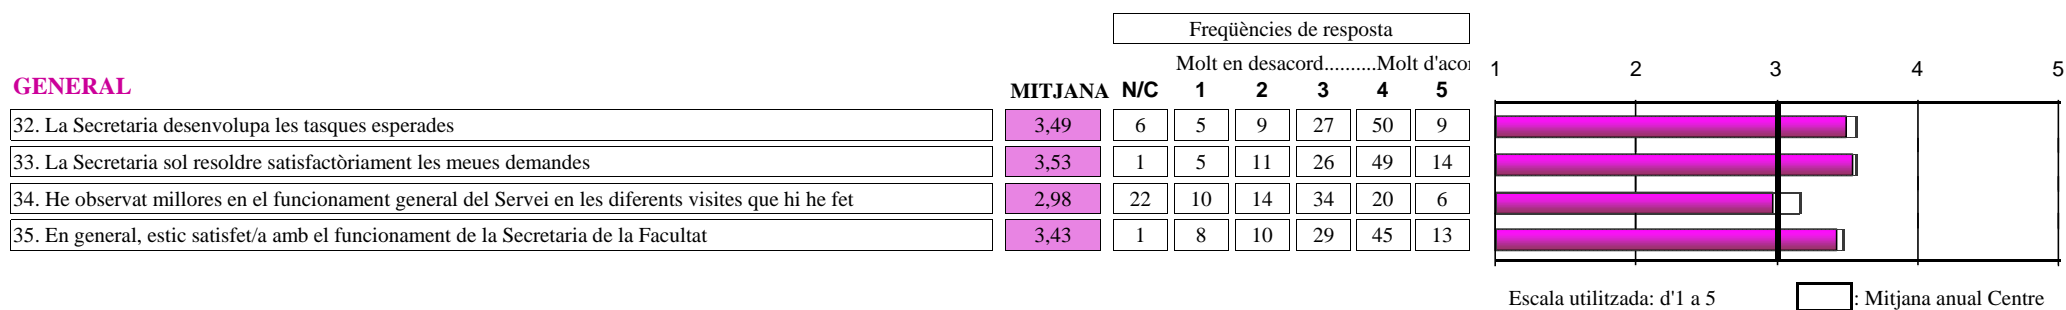 Freqüències de resposta
Molt en desacord..........Molt d'acor
1 2 3 4 5
GENERAL MITJANA N/C 1 2 3 4 5
32. La Secretaria desenvolupa les tasques esperades 3,49 6 5 9 27 50 9
33. La Secretaria sol resoldre satisfactòriament les meues demandes 3,53 1 5 11 26 49 14
34. He observat millores en el funcionament general del Servei en les diferents visites que hi he fet 2,98 22 10 14 34 20 6
35. En general, estic satisfet/a amb el funcionament de la Secretaria de la Facultat 3,43 1 8 10 29 45 13
Escala utilitzada: d'1 a 5 : Mitjana anual Centre